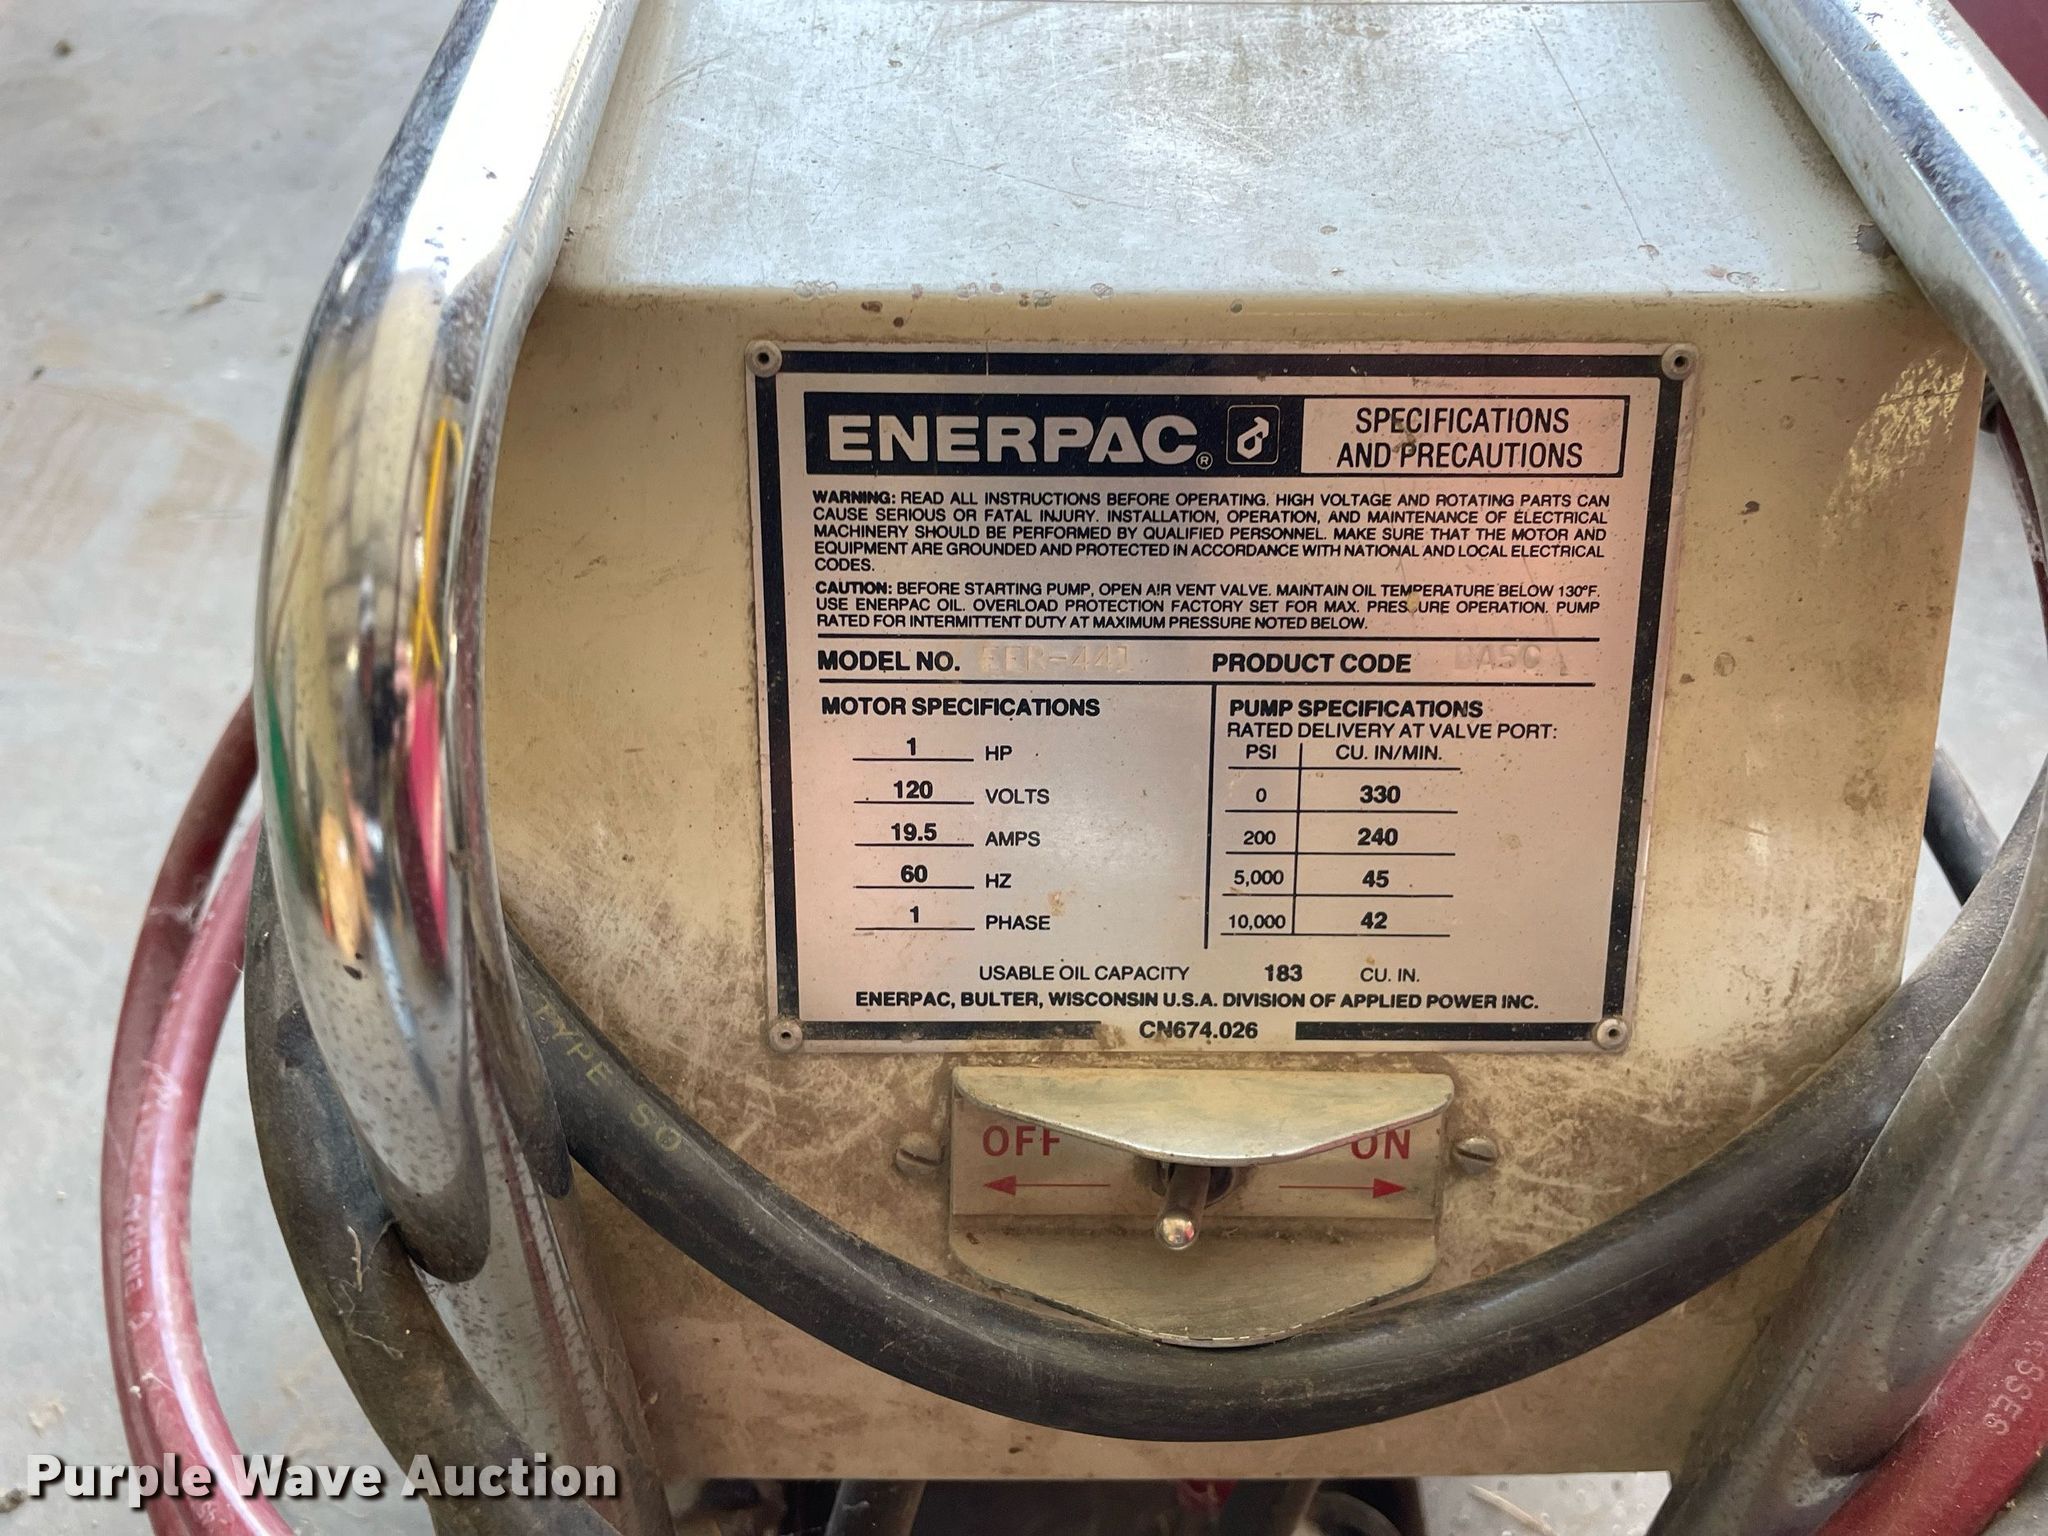 ENERPAC®
SPECIFICATIONS
AND PRECAUTIONS
WARNING: READ ALL INSTRUCTIONS BEFORE OPERATING. HIGH VOLTAGE AND ROTATING PARTS CAN
CAUSE SERIOUS OR FATAL INJURY. INSTALLATION, OPERATION, AND MAINTENANCE OF ELECTRICAL
MACHINERY SHOULD BE PERFORMED BY QUALIFIED PERSONNEL. MAKE SURE THAT THE MOTOR AND
EQUIPMENT ARE GROUNDED AND PROTECTED IN ACCORDANCE WITH NATIONAL AND LOCAL ELECTRICAL
CODES.
CAUTION: BEFORE STARTING PUMP, OPEN AIR VENT VALVE. MAINTAIN OIL TEMPERATURE BELOW 130°F.
USE ENERPAC OIL. OVERLOAD PROTECTION FACTORY SET FOR MAX. PRESSURE OPERATION. PUMP
RATED FOR INTERMITTENT DUTY AT MAXIMUM PRESSURE NOTED BELOW.
MODEL NO. PRODUCT CODE
MOTOR SPECIFICATIONS
1 HP
120 VOLTS
19.5 AMPS
60 HZ
1 PHASE
PUMP SPECIFICATIONS
RATED DELIVERY AT VALVE PORT:
PSI CU. IN/MIN.
0 330
200 240
5,000 45
10,000 42
USABLE OIL CAPACITY 183 CU. IN.
ENERPAC, BULTER, WISCONSIN U.S.A. DIVISION OF APPLIED POWER INC.
CN674.026
OFF ON
TYPE SO
Purple Wave Auction